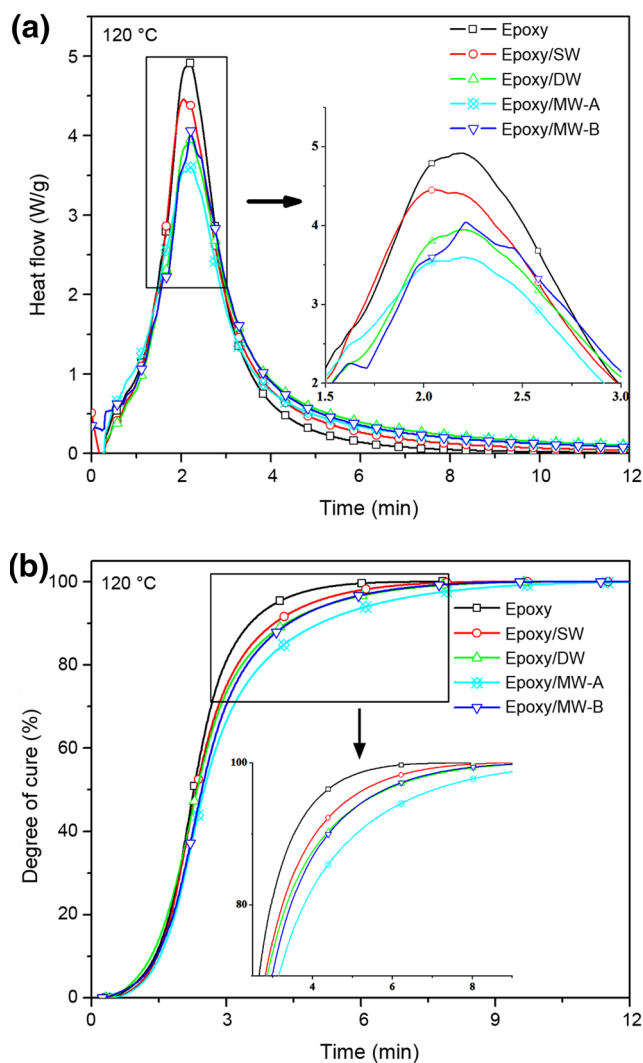 (a)
120 °C
Epoxy
Epoxy/SW
Epoxy/DW
Epoxy/MW-A
Epoxy/MW-B
5
4
3
2
1
0
Heat flow (W/g)
5
4
3
2
1.5 2.0 2.5 3.0
0 2 4 6 8 10 12
Time (min)
(b)
120 °C
Epoxy
Epoxy/SW
Epoxy/DW
Epoxy/MW-A
Epoxy/MW-B
100
80
60
40
20
0
Degree of cure (%)
100
80
4 6 8
0 3 6 9 12
Time (min)